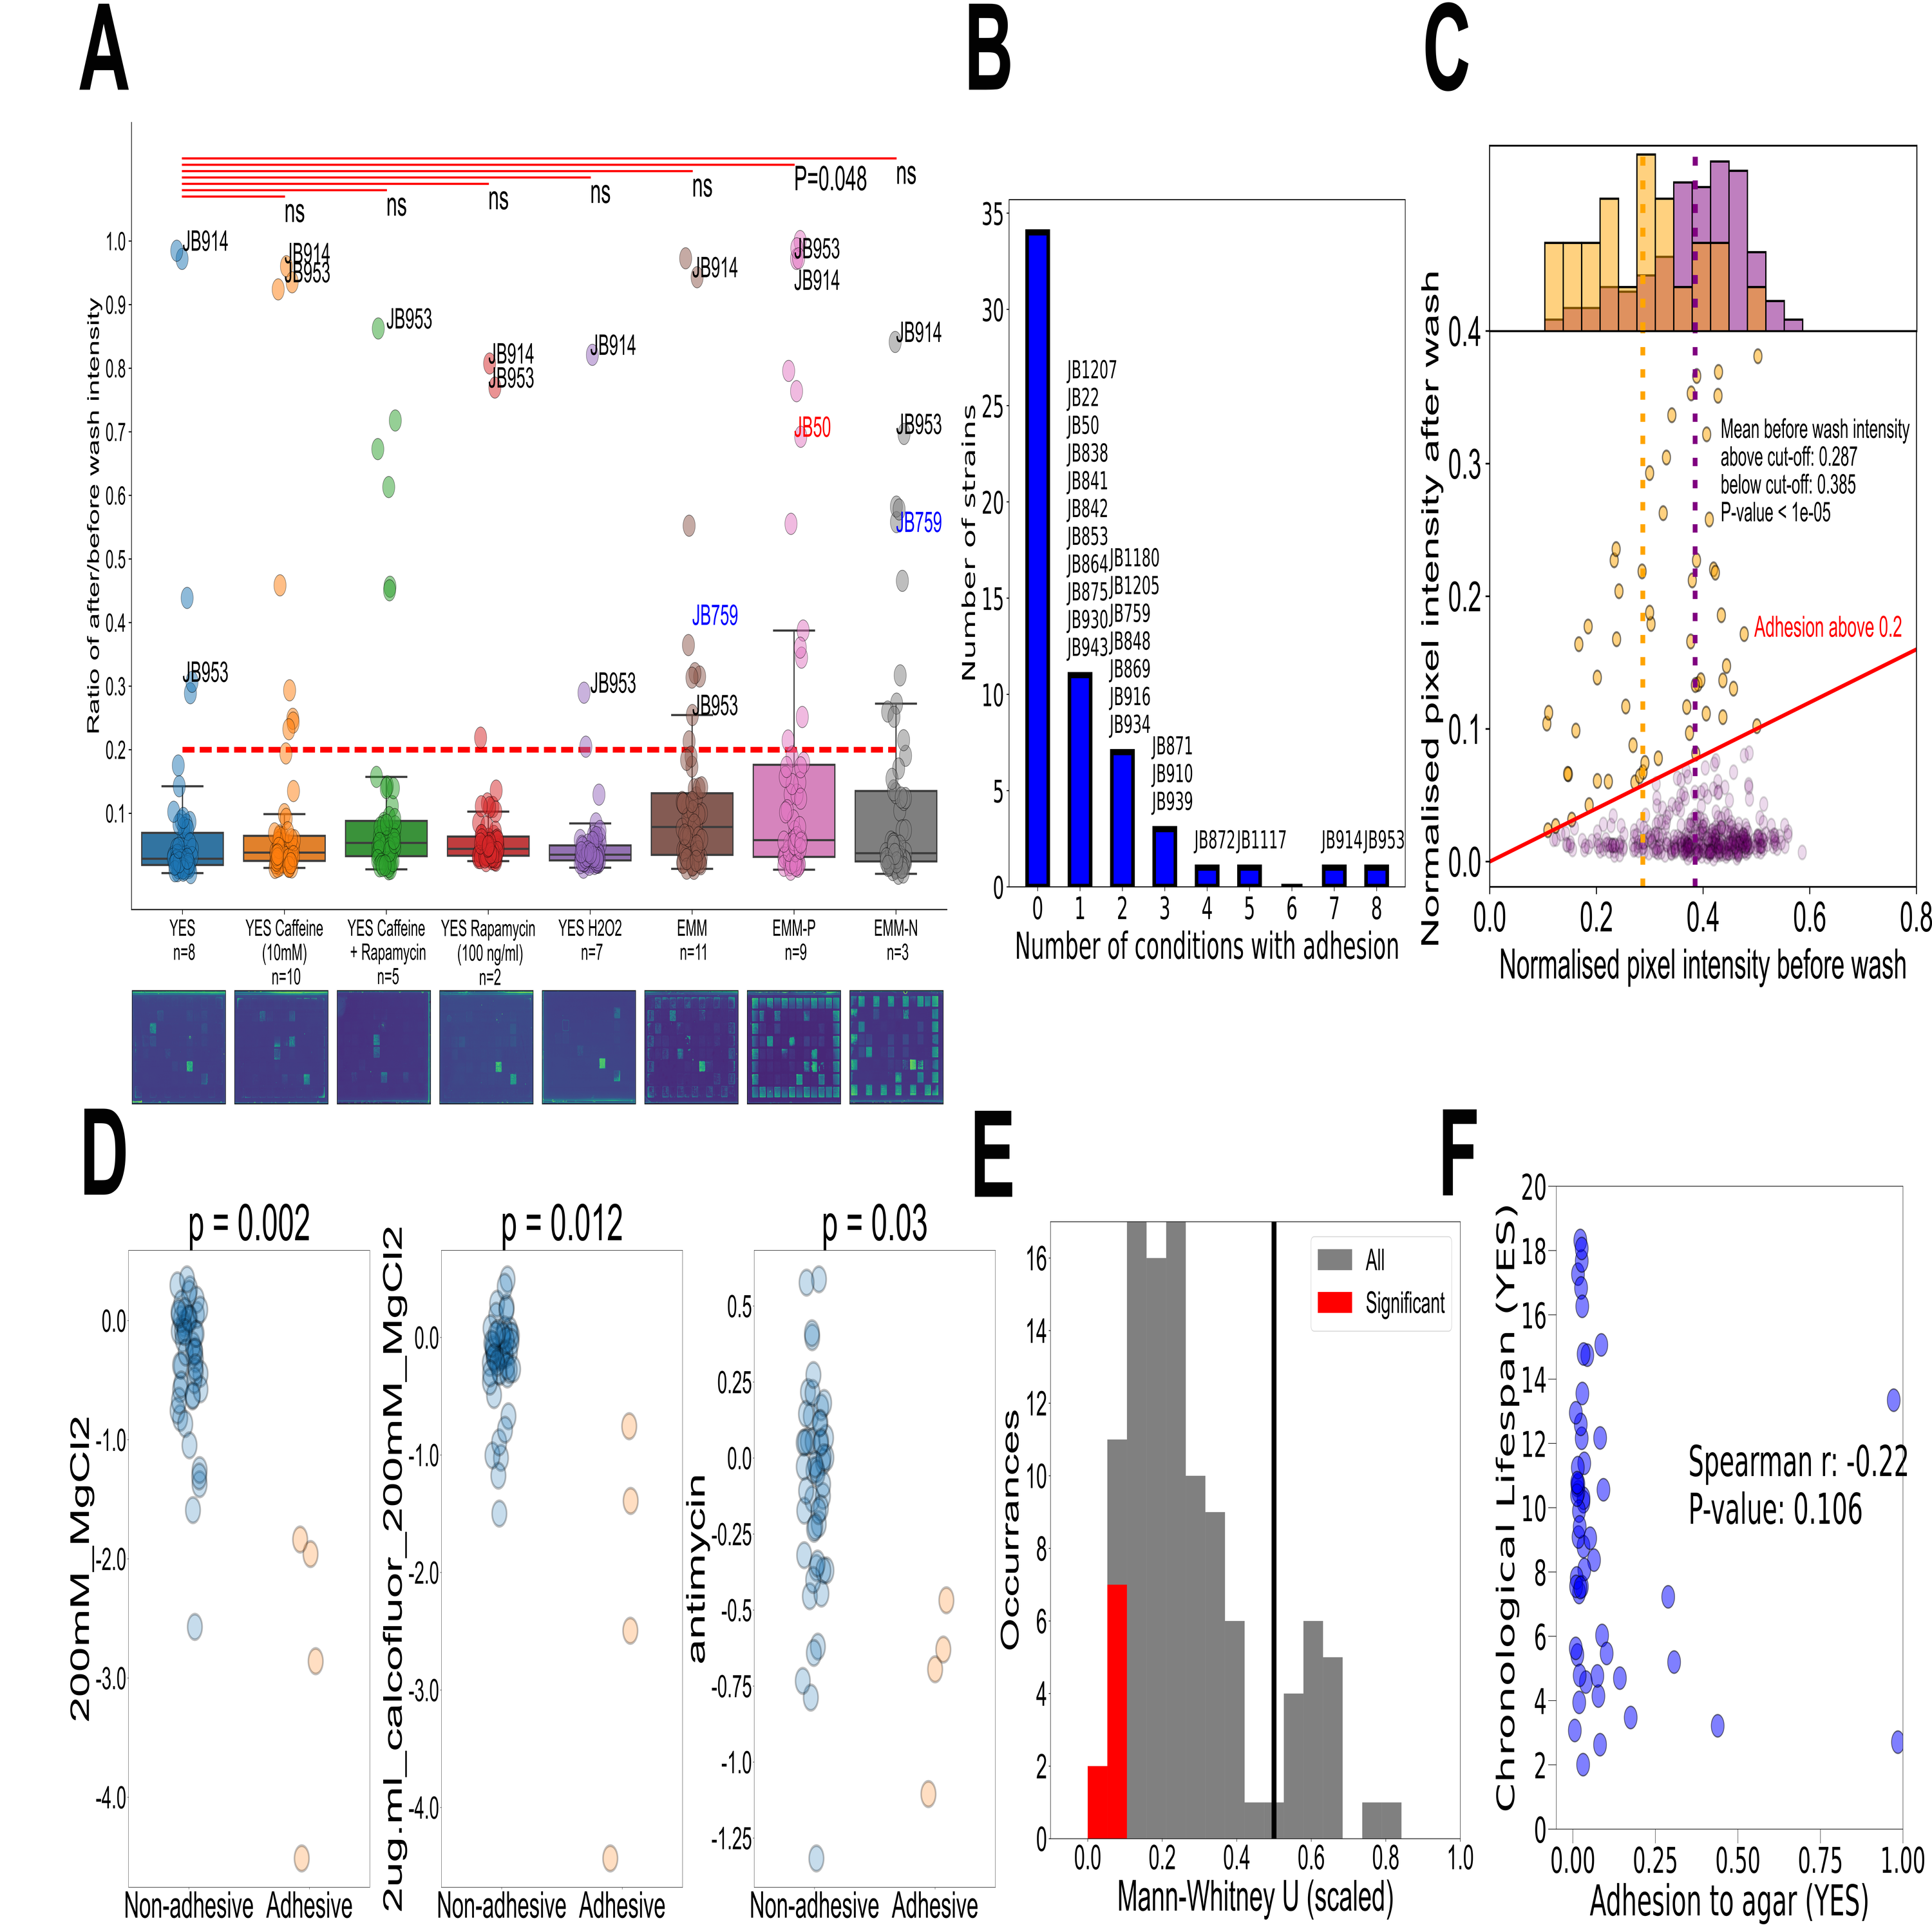 A
ns
ns
ns
ns
ns
P=0.048
ns
Ratio of after/before wash intensity
1.0
0.9
0.8
0.7
0.6
0.5
0.4
0.3
0.2
0.1
JB914
JB953
JB914
JB953
JB953
JB914
JB953
JB914
JB953
JB914
JB759
JB953
JB953
JB914
JB50
JB914
JB953
JB759
YES
n=8
YES Caffeine
(10mM)
n=10
YES Caffeine
+ Rapamycin
n=5
YES Rapamycin
(100 ng/ml)
n=2
YES H2O2
n=7
EMM
n=11
EMM-P
n=9
EMM-N
n=3
B
Number of strains
35
30
25
20
15
10
5
0
JB1207
JB22
JB50
JB838
JB841
JB842
JB853
JB864
JB875
JB930
JB943
JB1180
JB1205
JB759
JB848
JB869
JB916
JB934
JB871
JB910
JB939
JB872
JB1117
JB914
JB953
0 1 2 3 4 5 6 7 8
Number of conditions with adhesion
C
Normalised pixel intensity after wash
0.4
0.3
0.2
0.1
0.0
Mean before wash intensity
above cut-off: 0.287
below cut-off: 0.385
P-value < 1e-05
Adhesion above 0.2
0.0 0.2 0.4 0.6 0.8
Normalised pixel intensity before wash
D
p = 0.002
200mM_MgCl2
0.0
-1.0
-2.0
-3.0
-4.0
Non-adhesive Adhesive
p = 0.012
2ug.ml_calcofluor_200mM_MgCl2
0.0
-1.0
-2.0
-3.0
-4.0
Non-adhesive Adhesive
p = 0.03
antimycin
0.5
0.25
0.0
-0.25
-0.5
-0.75
-1.0
-1.25
Non-adhesive Adhesive
E
Occurrances
16
14
12
10
8
6
4
2
0
All
Significant
0.0 0.2 0.4 0.6 0.8 1.0
Mann-Whitney U (scaled)
F
Chronological Lifespan (YES)
20
18
16
14
12
10
8
6
4
2
0
Spearman r: -0.22
P-value: 0.106
0.00 0.25 0.50 0.75 1.00
Adhesion to agar (YES)